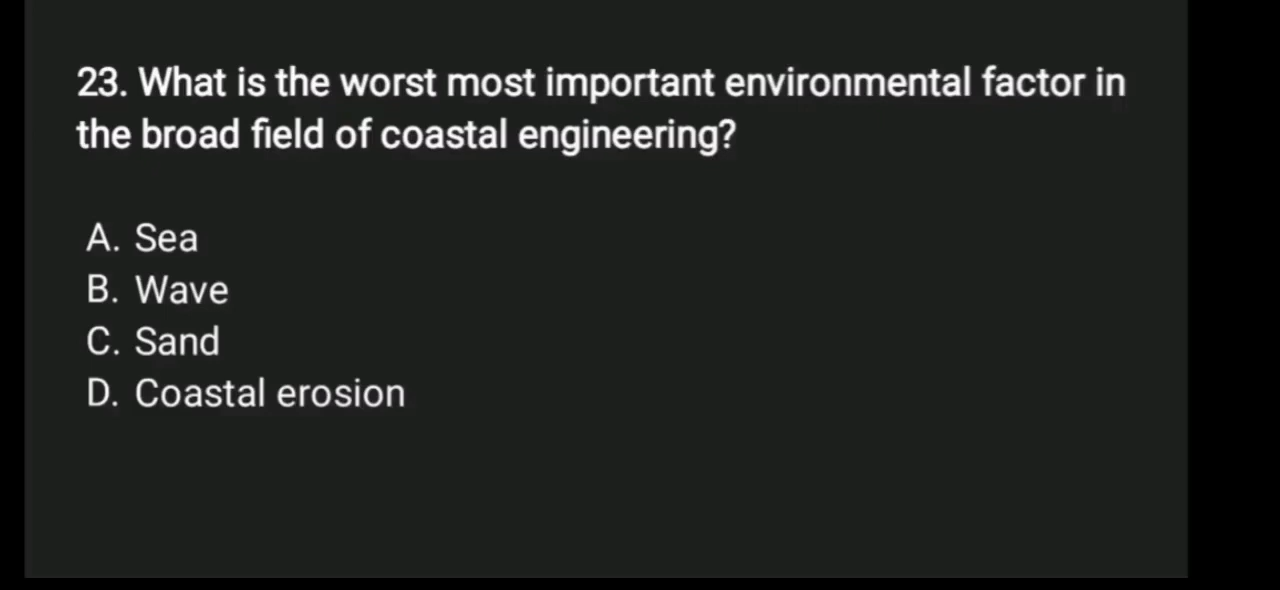 23. What is the worst most important environmental factor in
the broad field of coastal engineering?
A. Sea
B. Wave
C. Sand
D. Coastal erosion